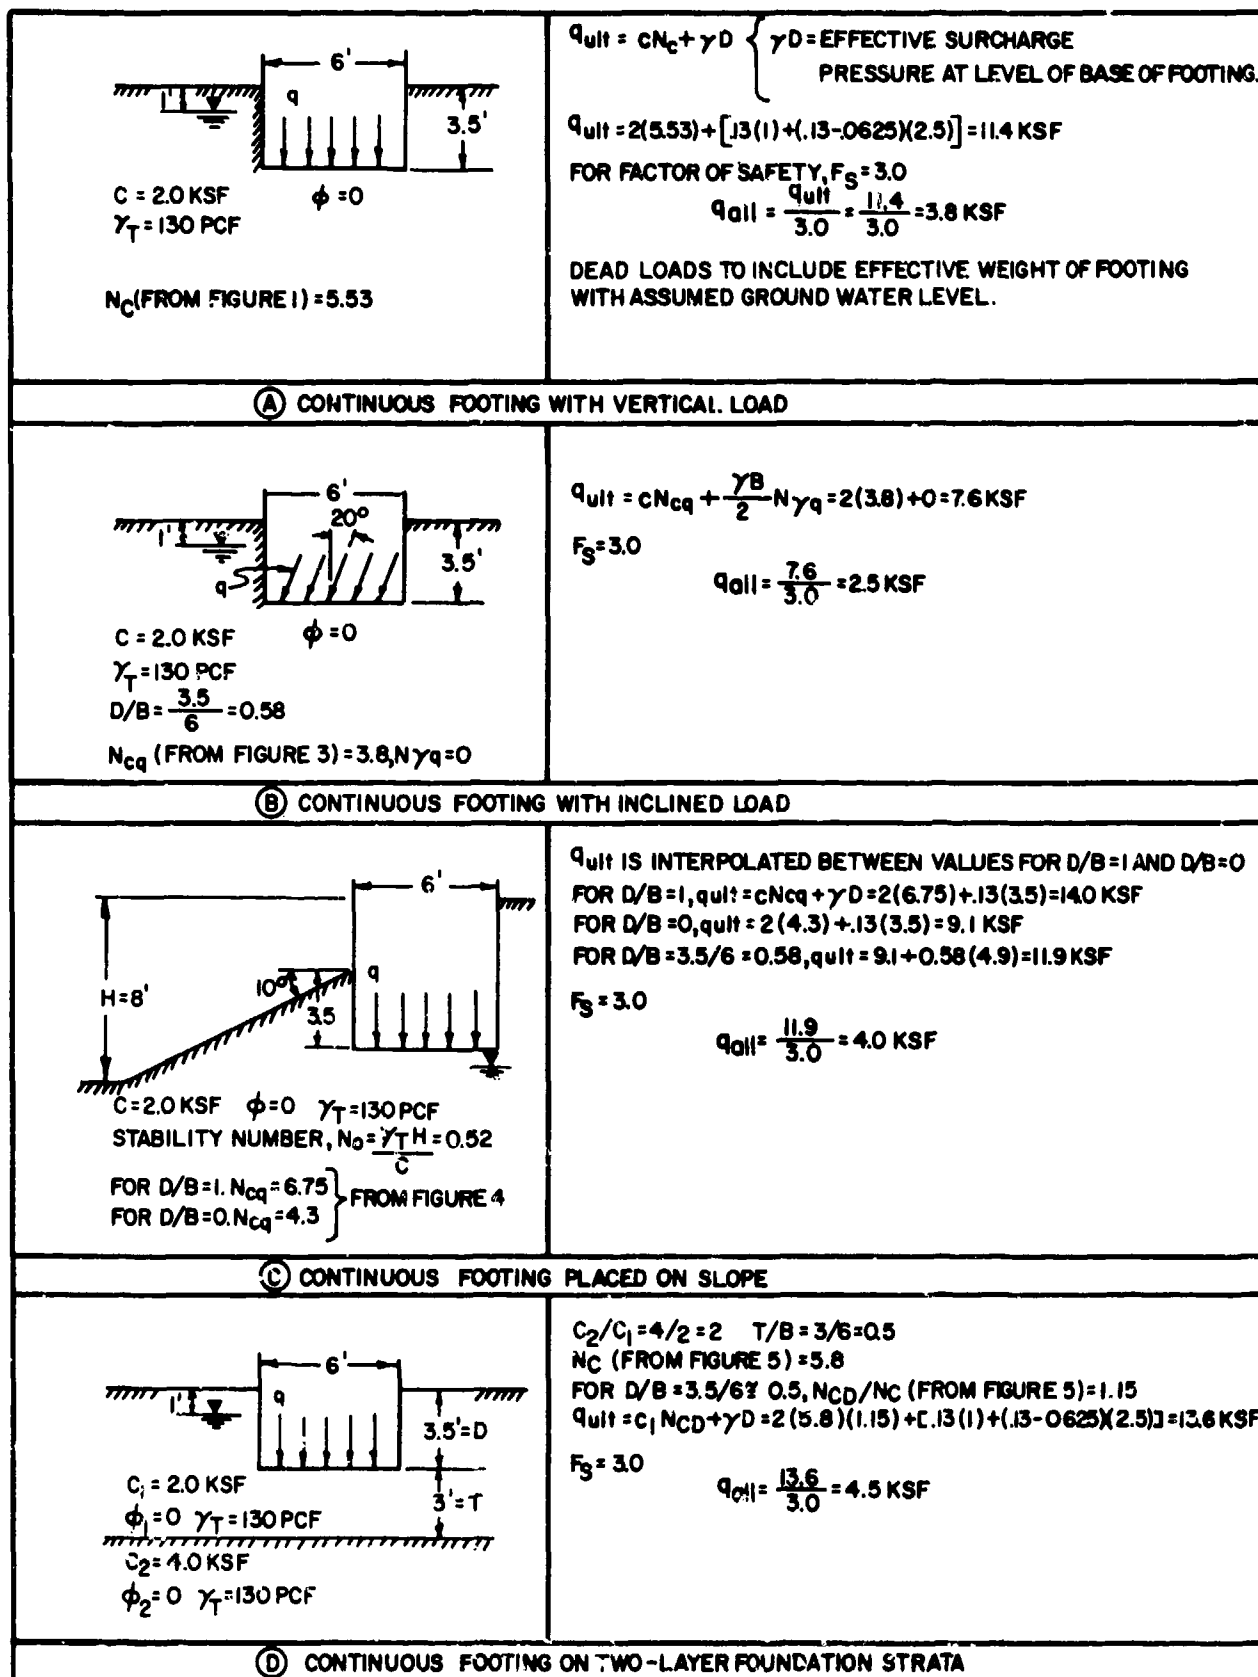 6'
1'
q
3.5'
C = 2.0 KSF φ = 0
γT = 130 PCF
NC (FROM FIGURE 1) = 5.53
qult = cNc + γD { γD = EFFECTIVE SURCHARGE
PRESSURE AT LEVEL OF BASE OF FOOTING.
qult = 2(5.53) + [.13(1) + (.13-.0625)(2.5)] = 11.4 KSF
FOR FACTOR OF SAFETY, FS = 3.0
qall = qult/3.0 = 11.4/3.0 = 3.8 KSF
DEAD LOADS TO INCLUDE EFFECTIVE WEIGHT OF FOOTING
WITH ASSUMED GROUND WATER LEVEL.
Ⓐ CONTINUOUS FOOTING WITH VERTICAL LOAD
6'
20°
1'
3.5'
q
C = 2.0 KSF φ = 0
γT = 130 PCF
D/B = 3.5/6 = 0.58
Ncq (FROM FIGURE 3) = 3.8, Nγq = 0
qult = cNcq + γB/2 Nγq = 2(3.8) + 0 = 7.6 KSF
FS = 3.0
qall = 7.6/3.0 = 2.5 KSF
Ⓑ CONTINUOUS FOOTING WITH INCLINED LOAD
6'
10°
q
H = 8'
3.5
C = 2.0 KSF φ = 0 γT = 130 PCF
STABILITY NUMBER, No = γT H/C = 0.52
FOR D/B = 1. Ncq = 6.75
FOR D/B = 0. Ncq = 4.3 } FROM FIGURE 4
qult IS INTERPOLATED BETWEEN VALUES FOR D/B = 1 AND D/B = 0
FOR D/B = 1, qult = cNcq + γD = 2(6.75) + .13(3.5) = 14.0 KSF
FOR D/B = 0, qult = 2(4.3) + .13(3.5) = 9.1 KSF
FOR D/B = 3.5/6 = 0.58, qult = 9.1 + 0.58(4.9) = 11.9 KSF
FS = 3.0
qall = 11.9/3.0 = 4.0 KSF
Ⓒ CONTINUOUS FOOTING PLACED ON SLOPE
6'
1'
q
3.5' = D
3' = T
C1 = 2.0 KSF
φ1 = 0 γT = 130 PCF
C2 = 4.0 KSF
φ2 = 0 γT = 130 PCF
C2/C1 = 4/2 = 2 T/B = 3/6 = 0.5
NC (FROM FIGURE 5) = 5.8
FOR D/B = 3.5/6 ≅ 0.5, NCD/NC (FROM FIGURE 5) = 1.15
qult = C1 NCD + γD = 2(5.8)(1.15) + [.13(1) + (.13-.0625)(2.5)] = 13.6 KSF
FS = 3.0
qall = 13.6/3.0 = 4.5 KSF
Ⓓ CONTINUOUS FOOTING ON TWO-LAYER FOUNDATION STRATA